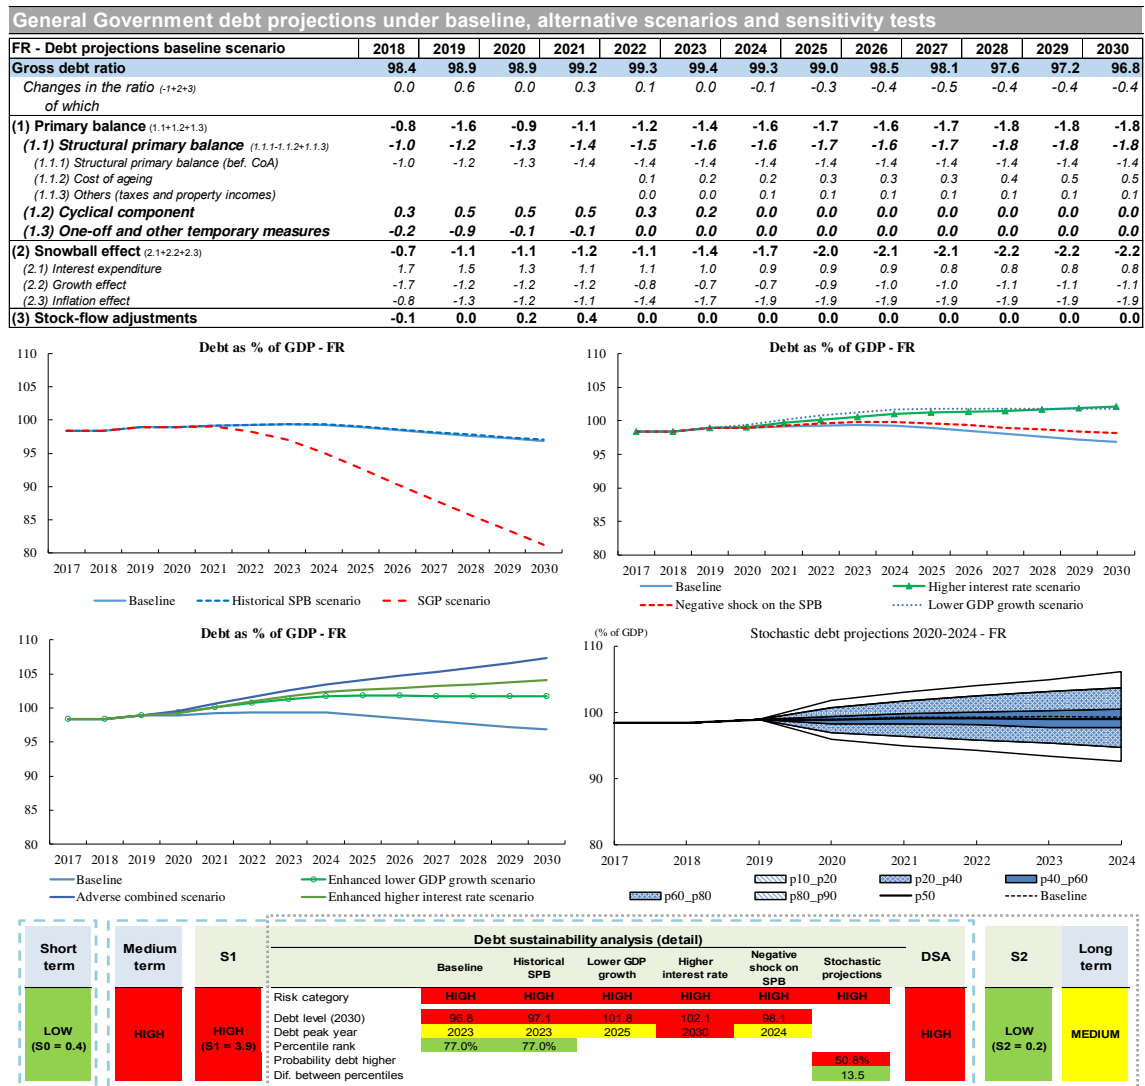 General Government debt projections under baseline, alternative scenarios and sensitivity tests
FR - Debt projections baseline scenario 2018 2019 2020 2021 2022 2023 2024 2025 2026 2027 2028 2029 2030
Gross debt ratio 98.4 98.9 98.9 99.2 99.3 99.4 99.3 99.0 98.5 98.1 97.6 97.2 96.8
Changes in the ratio (-1+2+3) 0.0 0.6 0.0 0.3 0.1 0.0 -0.1 -0.3 -0.4 -0.5 -0.4 -0.4 -0.4
of which
(1) Primary balance (1.1+1.2+1.3) -0.8 -1.6 -0.9 -1.1 -1.2 -1.4 -1.6 -1.7 -1.6 -1.7 -1.8 -1.8 -1.8
(1.1) Structural primary balance (1.1.1-1.1.2+1.1.3) -1.0 -1.2 -1.3 -1.4 -1.5 -1.6 -1.6 -1.7 -1.6 -1.7 -1.8 -1.8 -1.8
(1.1.1) Structural primary balance (bef. CoA) -1.0 -1.2 -1.3 -1.4 -1.4 -1.4 -1.4 -1.4 -1.4 -1.4 -1.4 -1.4 -1.4
(1.1.2) Cost of ageing 0.1 0.2 0.2 0.3 0.3 0.3 0.4 0.5 0.5
(1.1.3) Others (taxes and property incomes) 0.0 0.0 0.1 0.1 0.1 0.1 0.1 0.1 0.1
(1.2) Cyclical component 0.3 0.5 0.5 0.5 0.3 0.2 0.0 0.0 0.0 0.0 0.0 0.0 0.0
(1.3) One-off and other temporary measures -0.2 -0.9 -0.1 -0.1 0.0 0.0 0.0 0.0 0.0 0.0 0.0 0.0 0.0
(2) Snowball effect (2.1+2.2+2.3) -0.7 -1.1 -1.1 -1.2 -1.1 -1.4 -1.7 -2.0 -2.1 -2.1 -2.2 -2.2 -2.2
(2.1) Interest expenditure 1.7 1.5 1.3 1.1 1.1 1.0 0.9 0.9 0.9 0.8 0.8 0.8 0.8
(2.2) Growth effect -1.7 -1.2 -1.2 -1.2 -0.8 -0.7 -0.7 -0.9 -1.0 -1.0 -1.1 -1.1 -1.1
(2.3) Inflation effect -0.8 -1.3 -1.2 -1.1 -1.4 -1.7 -1.9 -1.9 -1.9 -1.9 -1.9 -1.9 -1.9
(3) Stock-flow adjustments -0.1 0.0 0.2 0.4 0.0 0.0 0.0 0.0 0.0 0.0 0.0 0.0 0.0
Debt as % of GDP - FR
110
105
100
95
90
85
80
2017 2018 2019 2020 2021 2022 2023 2024 2025 2026 2027 2028 2029 2030
Baseline Historical SPB scenario SGP scenario
Debt as % of GDP - FR
110
105
100
95
90
85
80
2017 2018 2019 2020 2021 2022 2023 2024 2025 2026 2027 2028 2029 2030
Baseline Higher interest rate scenario
Negative shock on the SPB Lower GDP growth scenario
Debt as % of GDP - FR
110
105
100
95
90
85
80
2017 2018 2019 2020 2021 2022 2023 2024 2025 2026 2027 2028 2029 2030
Baseline Enhanced lower GDP growth scenario
Adverse combined scenario Enhanced higher interest rate scenario
(% of GDP) Stochastic debt projections 2020-2024 - FR
110
100
90
80
2017 2018 2019 2020 2021 2022 2023 2024
p10_p20 p20_p40 p40_p60
p60_p80 p80_p90 p50 Baseline
Short term
LOW
(S0 = 0.4)
Medium term
HIGH
S1
HIGH
(S1 = 3.9)
Debt sustainability analysis (detail)
Baseline Historical SPB Lower GDP growth Higher interest rate Negative shock on SPB Stochastic projections
Risk category HIGH HIGH HIGH HIGH HIGH HIGH
Debt level (2030) 96.8 97.1 101.8 102.1 98.1
Debt peak year 2023 2023 2025 2030 2024
Percentile rank 77.0% 77.0%
Probability debt higher 50.8%
Dif. between percentiles 13.5
DSA
HIGH
S2
LOW
(S2 = 0.2)
Long term
MEDIUM